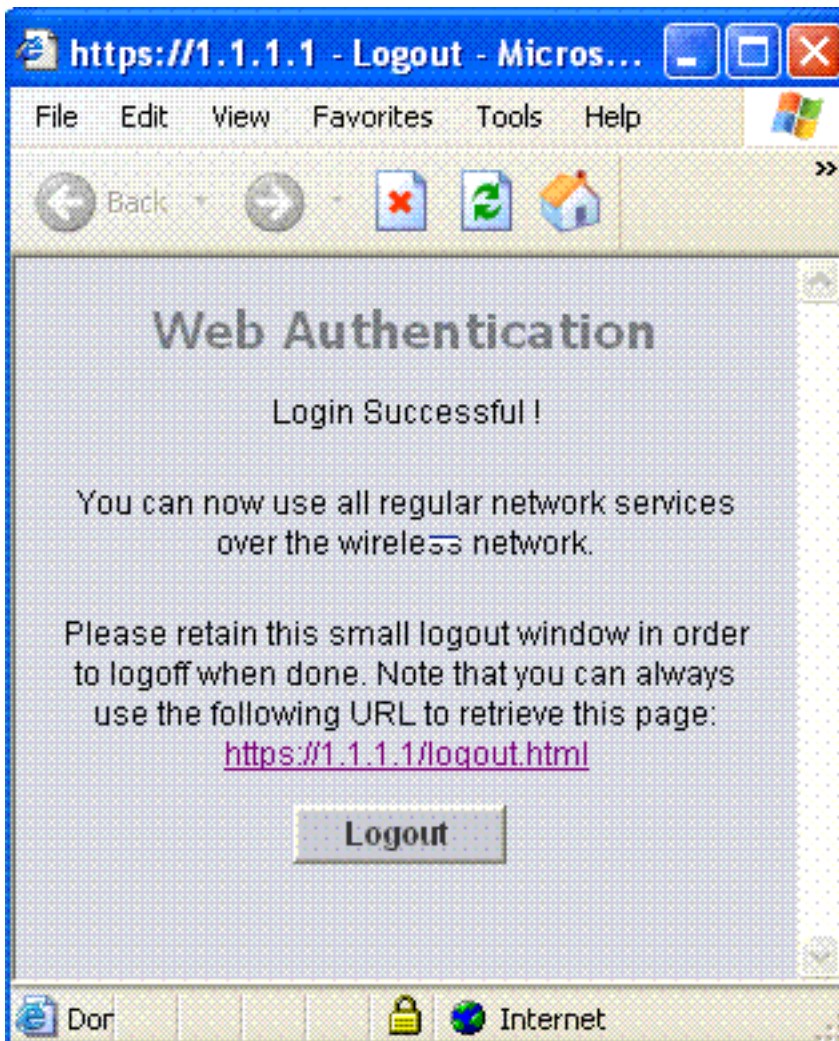 https://1.1.1.1 - Logout - Micros...
File Edit View Favorites Tools Help
Back
Web Authentication
Login Successful !
You can now use all regular network services
over the wireless network.
Please retain this small logout window in order
to logoff when done. Note that you can always
use the following URL to retrieve this page:
https://1.1.1.1/logout.html
Logout
Dor Internet